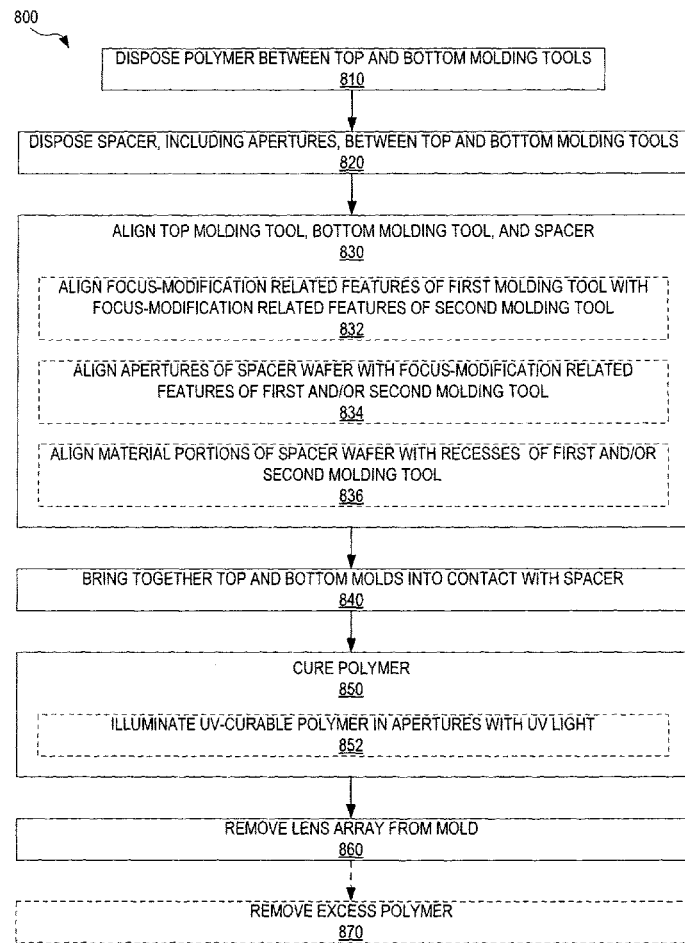 800
DISPOSE POLYMER BETWEEN TOP AND BOTTOM MOLDING TOOLS
810
DISPOSE SPACER, INCLUDING APERTURES, BETWEEN TOP AND BOTTOM MOLDING TOOLS
820
ALIGN TOP MOLDING TOOL, BOTTOM MOLDING TOOL, AND SPACER
830
ALIGN FOCUS-MODIFICATION RELATED FEATURES OF FIRST MOLDING TOOL WITH
FOCUS-MODIFICATION RELATED FEATURES OF SECOND MOLDING TOOL
832
ALIGN APERTURES OF SPACER WAFER WITH FOCUS-MODIFICATION RELATED
FEATURES OF FIRST AND/OR SECOND MOLDING TOOL
834
ALIGN MATERIAL PORTIONS OF SPACER WAFER WITH RECESSES OF FIRST AND/OR
SECOND MOLDING TOOL
836
BRING TOGETHER TOP AND BOTTOM MOLDS INTO CONTACT WITH SPACER
840
CURE POLYMER
850
ILLUMINATE UV-CURABLE POLYMER IN APERTURES WITH UV LIGHT
852
REMOVE LENS ARRAY FROM MOLD
860
REMOVE EXCESS POLYMER
870